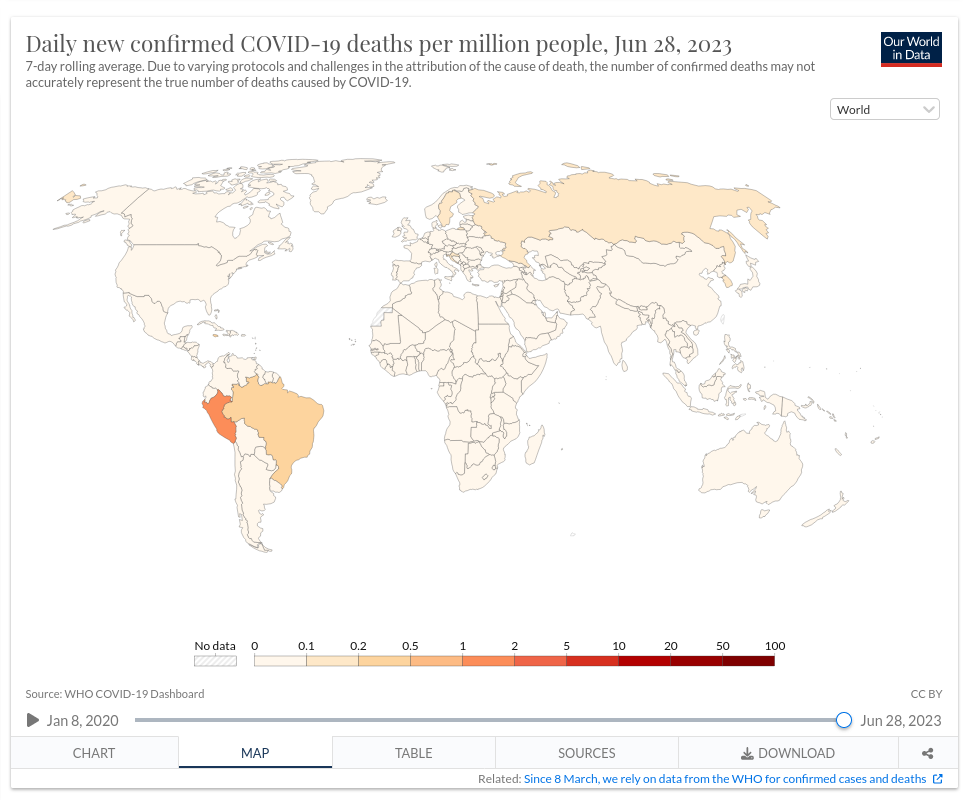 Daily new confirmed COVID-19 deaths per million people, Jun 28, 2023
Our World
in Data
7-day rolling average. Due to varying protocols and challenges in the attribution of the cause of death, the number of confirmed deaths may not
accurately represent the true number of deaths caused by COVID-19.
World
No data 0 0.1 0.2 0.5 1 2 5 10 20 50 100
Source: WHO COVID-19 Dashboard CC BY
Jan 8, 2020 Jun 28, 2023
CHART MAP TABLE SOURCES DOWNLOAD
Related: Since 8 March, we rely on data from the WHO for confirmed cases and deaths